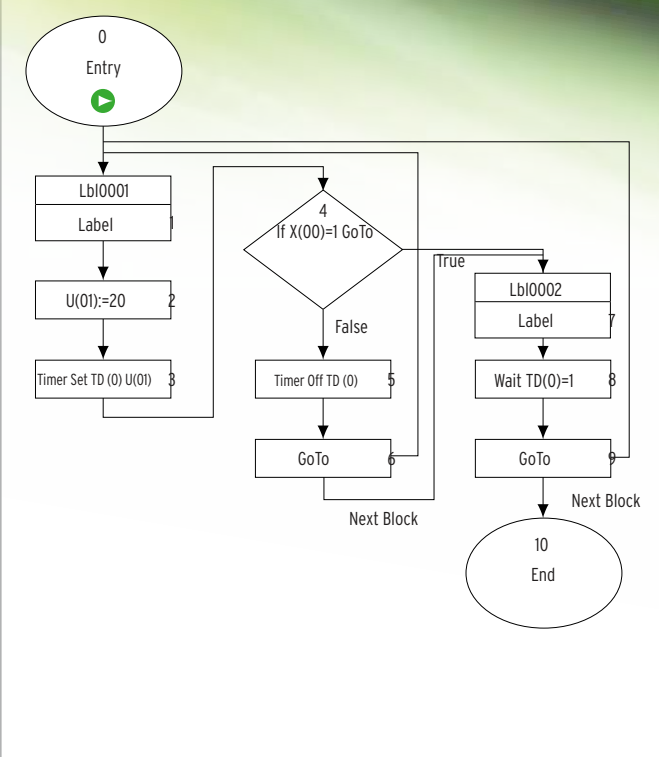 0
Entry
Lbl0001
Label 1
U(01):=20 2
Timer Set TD (0) U(01) 3
4
If X(00)=1 GoTo
True
False
Timer Off TD (0) 5
GoTo 6
Next Block
Lbl0002
Label 7
Wait TD(0)=1 8
GoTo 9
Next Block
10
End